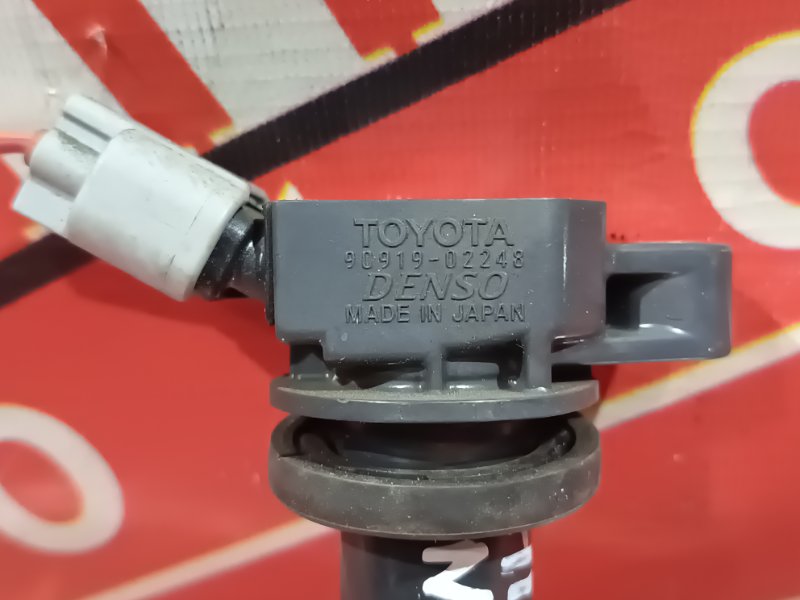 TOYOTA
90919-02248
DENSO
MADE IN JAPAN